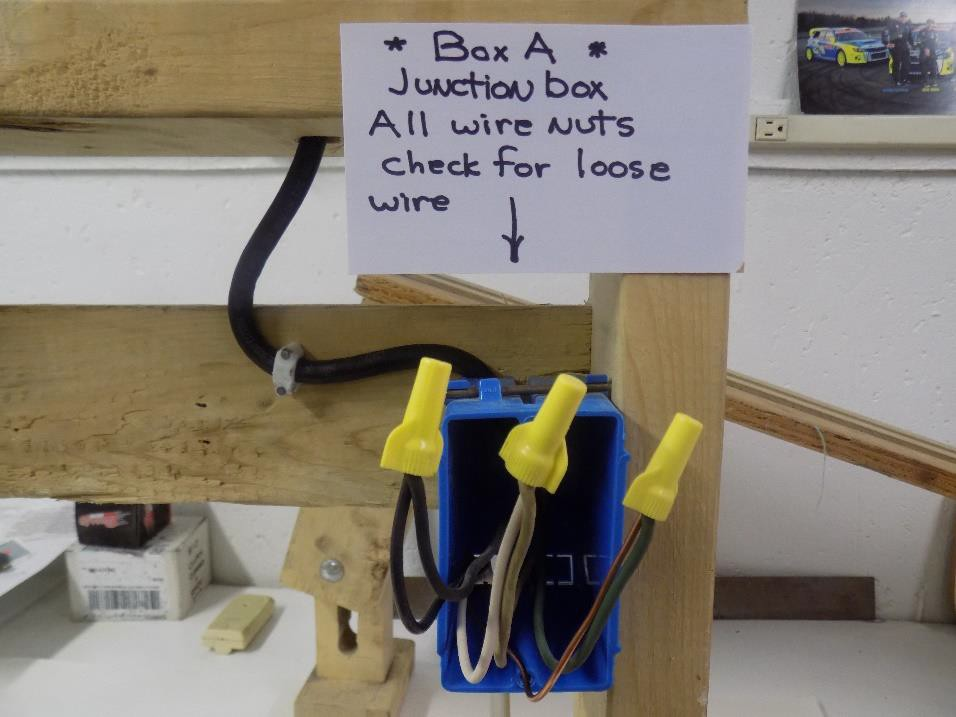 * Box A *
Junction box
All wire nuts
check for loose
wire